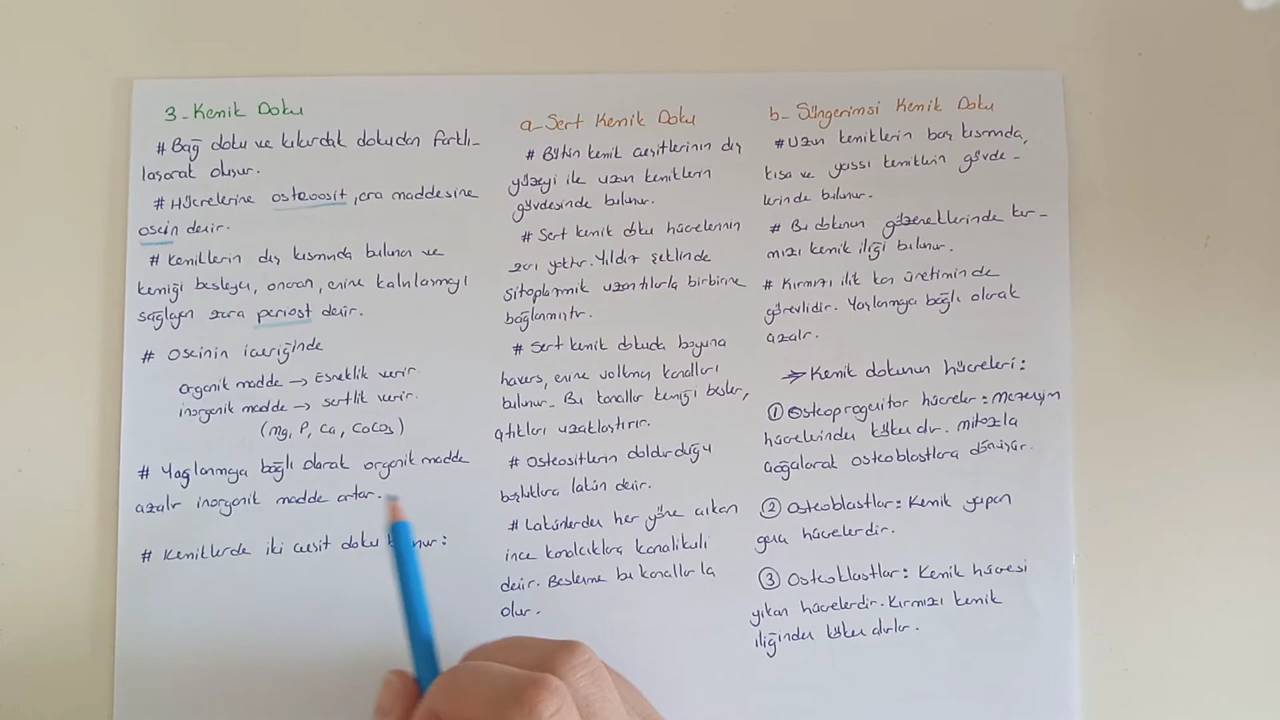 3-Kemik Doku
# Bağ doku ve kıkırdak dokudan farklı-
laşarak oluşur.
# Hücrelerine osteosit, ara maddesine
osein denir.
# Kemiklerin dış kısmında bulunan ve
kemiği besleyen, onaran, enine kalınlaşmayı
sağlayan zara periost denir.
# Oseinin içeriğinde
organik madde → Esneklik verir.
inorganik madde → sertlik verir.
(Mg, P, Ca, CaCO3)
# Yaşlanmaya bağlı olarak organik madde
azalır inorganik madde artar.
# Kemiklerde iki çeşit doku bulunur:
a-Sert Kemik Doku
# Bütün kemik çeşitlerinin dış
yüzeyi ile uzun kemiklerin
gövdesinde bulunur.
# Sert kemik doku hücrelerinin
zarı yoktur. Yıldız şeklinde
sitoplazmik uzantılarla birbirine
bağlanmıştır.
# Sert kemik dokuda boyuna
havers, enine volkman kanalları
bulunur. Bu kanallar kemiği besler,
atıkları uzaklaştırır.
# Osteositlerin doldurduğu
boşluklara lakün denir.
# Lakünlerden her yöne çıkan
ince kanalcıklara kanaliküli
denir. Beslenme bu kanallarla
olur.
b- Süngerimsi Kemik Doku
# Uzun kemiklerin baş kısmında,
kısa ve yassı kemiklerin gövde-
lerinde bulunur.
# Bu dokunun gözeneklerinde kır-
mızı kemik iliği bulunur.
# Kırmızı ilik kan üretiminde
görevlidir. Yaşlanmaya bağlı olarak
azalır.
⇒ Kemik dokunun hücreleri:
① Osteoprogenitor hücreler: Mezenşim
hücrelerinden köken alır. mitozla
çoğalarak osteoblastlara dönüşür.
② Osteoblastlar: Kemik yapan
genç hücrelerdir.
③ Osteoklastlar: Kemik hücresi
yıkan hücrelerdir. Kırmızı kemik
iliğinden köken alırlar.